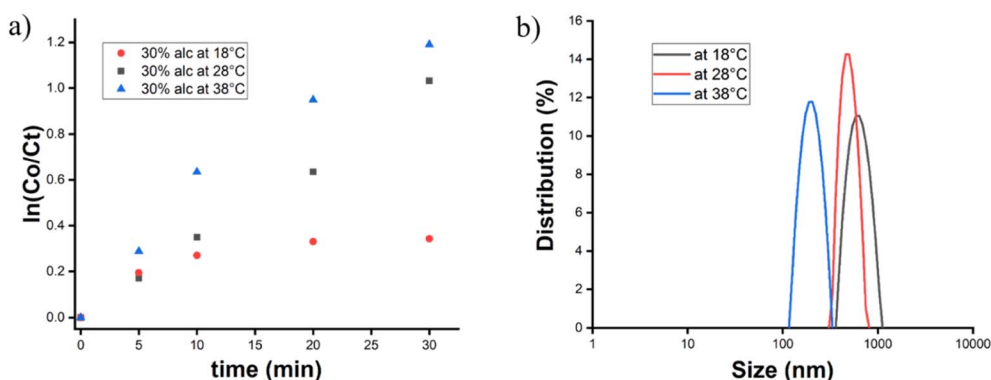 a)
1.2
1.0
0.8
0.6
0.4
0.2
0.0
ln(Co/Ct)
30% alc at 18°C
30% alc at 28°C
30% alc at 38°C
0 5 10 20 30
time (min)
b)
16
14
12
10
8
6
4
2
0
Distribution (%)
at 18°C
at 28°C
at 38°C
1 10 100 1000 10000
Size (nm)